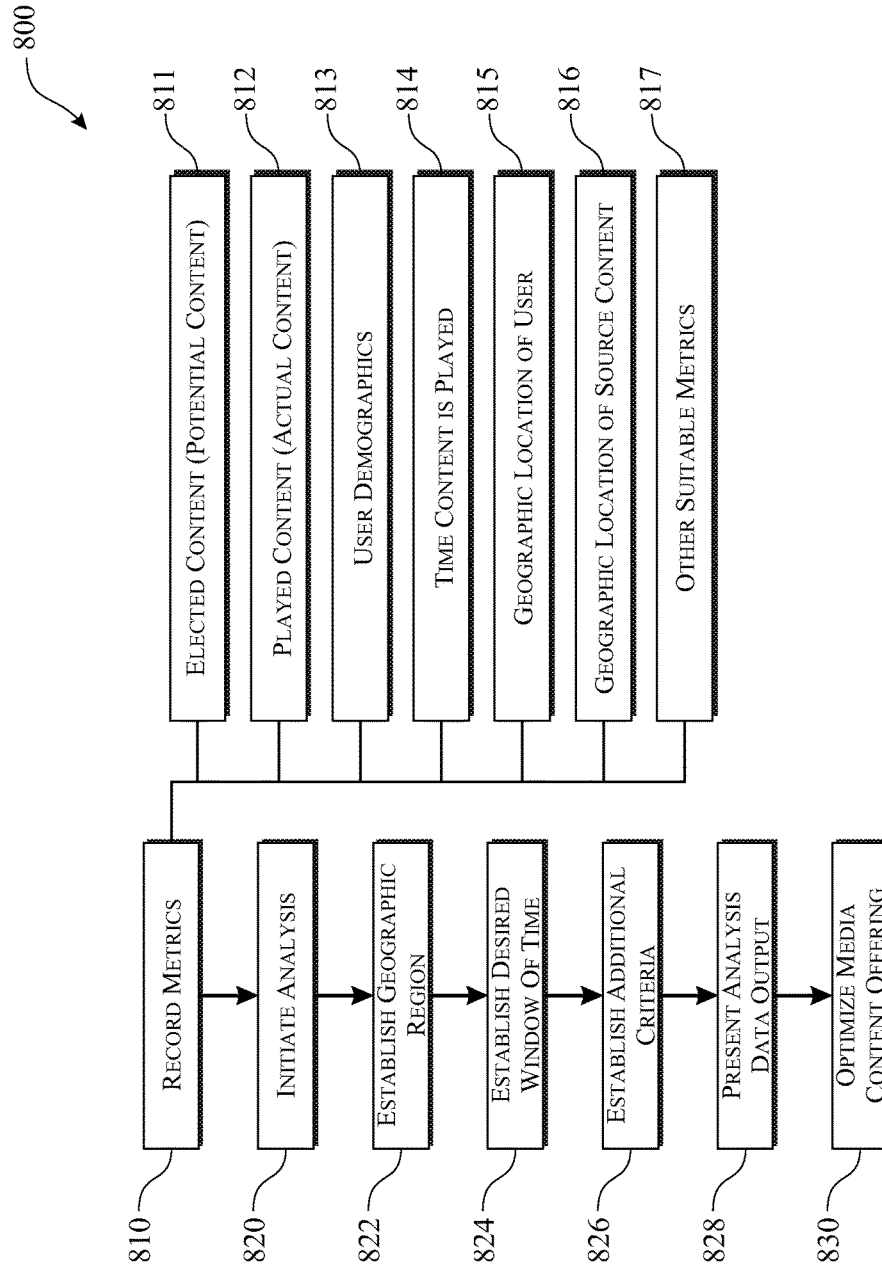 800
810
RECORD METRICS
820
INITIATE ANALYSIS
822
ESTABLISH GEOGRAPHIC
REGION
824
ESTABLISH DESIRED
WINDOW OF TIME
826
ESTABLISH ADDITIONAL
CRITERIA
828
PRESENT ANALYSIS
DATA OUTPUT
830
OPTIMIZE MEDIA
CONTENT OFFERING
ELECTED CONTENT (POTENTIAL CONTENT)
811
PLAYED CONTENT (ACTUAL CONTENT)
812
USER DEMOGRAPHICS
813
TIME CONTENT IS PLAYED
814
GEOGRAPHIC LOCATION OF USER
815
GEOGRAPHIC LOCATION OF SOURCE CONTENT
816
OTHER SUITABLE METRICS
817